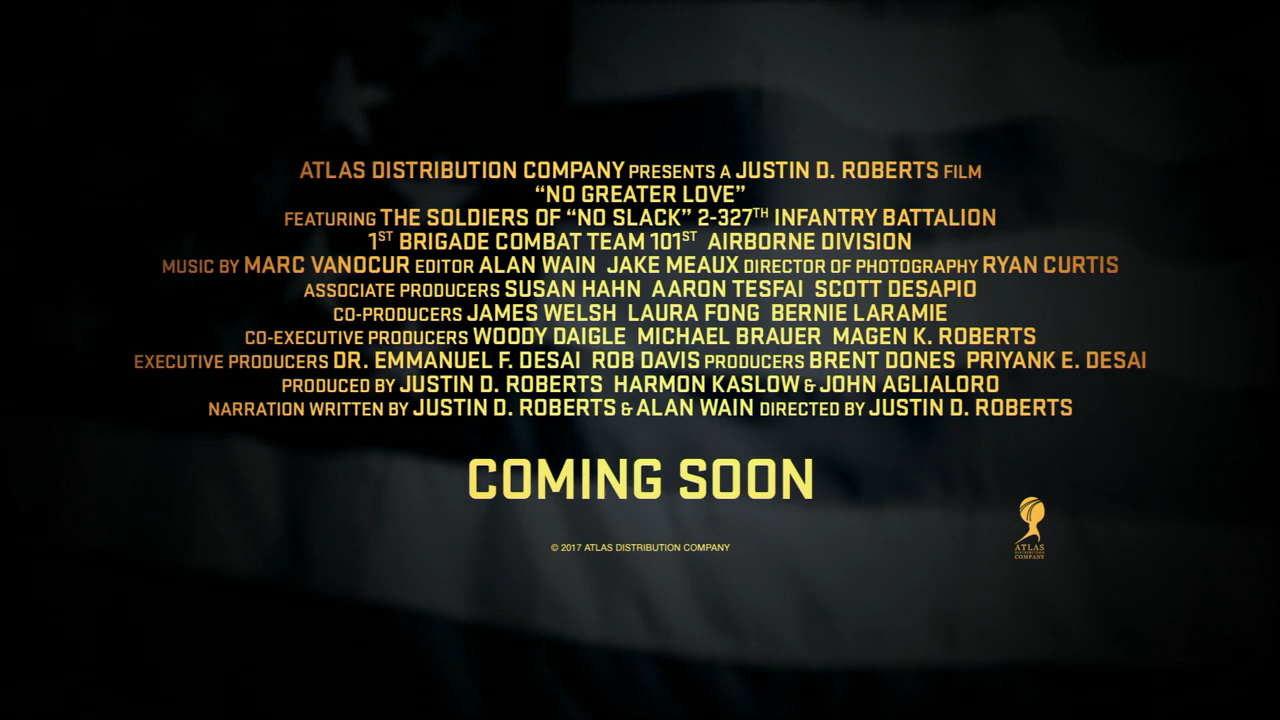 ATLAS DISTRIBUTION COMPANY PRESENTS A JUSTIN D. ROBERTS FILM
“NO GREATER LOVE”
FEATURING THE SOLDIERS OF “NO SLACK” 2-327TH INFANTRY BATTALION
1ST BRIGADE COMBAT TEAM 101ST AIRBORNE DIVISION
MUSIC BY MARC VANOCUR EDITOR ALAN WAIN JAKE MEAUX DIRECTOR OF PHOTOGRAPHY RYAN CURTIS
ASSOCIATE PRODUCERS SUSAN HAHN AARON TESFAI SCOTT DESAPIO
CO-PRODUCERS JAMES WELSH LAURA FONG BERNIE LARAMIE
CO-EXECUTIVE PRODUCERS WOODY DAIGLE MICHAEL BRAUER MAGEN K. ROBERTS
EXECUTIVE PRODUCERS DR. EMMANUEL F. DESAI ROB DAVIS PRODUCERS BRENT DONES PRIYANK E. DESAI
PRODUCED BY JUSTIN D. ROBERTS HARMON KASLOW & JOHN AGLIALORO
NARRATION WRITTEN BY JUSTIN D. ROBERTS & ALAN WAIN DIRECTED BY JUSTIN D. ROBERTS
COMING SOON
© 2017 ATLAS DISTRIBUTION COMPANY
ATLAS
DISTRIBUTION
COMPANY